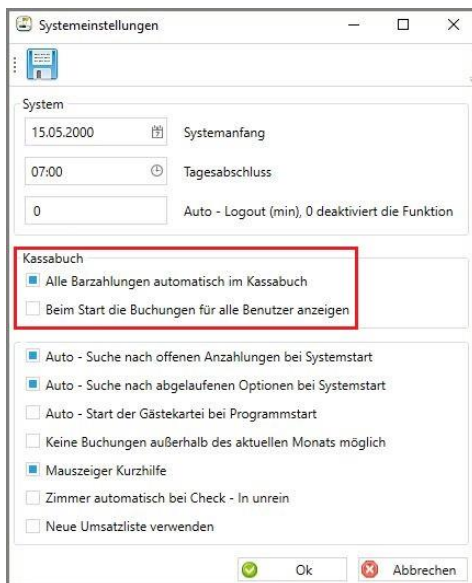 Systemeinstellungen
System
15.05.2000 Systemanfang
07:00 Tagesabschluss
0 Auto - Logout (min), 0 deaktiviert die Funktion
Kassabuch
Alle Barzahlungen automatisch im Kassabuch
Beim Start die Buchungen für alle Benutzer anzeigen
Auto - Suche nach offenen Anzahlungen bei Systemstart
Auto - Suche nach abgelaufenen Optionen bei Systemstart
Auto - Start der Gästekartei bei Programmstart
Keine Buchungen außerhalb des aktuellen Monats möglich
Mauszeiger Kurzhilfe
Zimmer automatisch bei Check - In unrein
Neue Umsatzliste verwenden
Ok Abbrechen